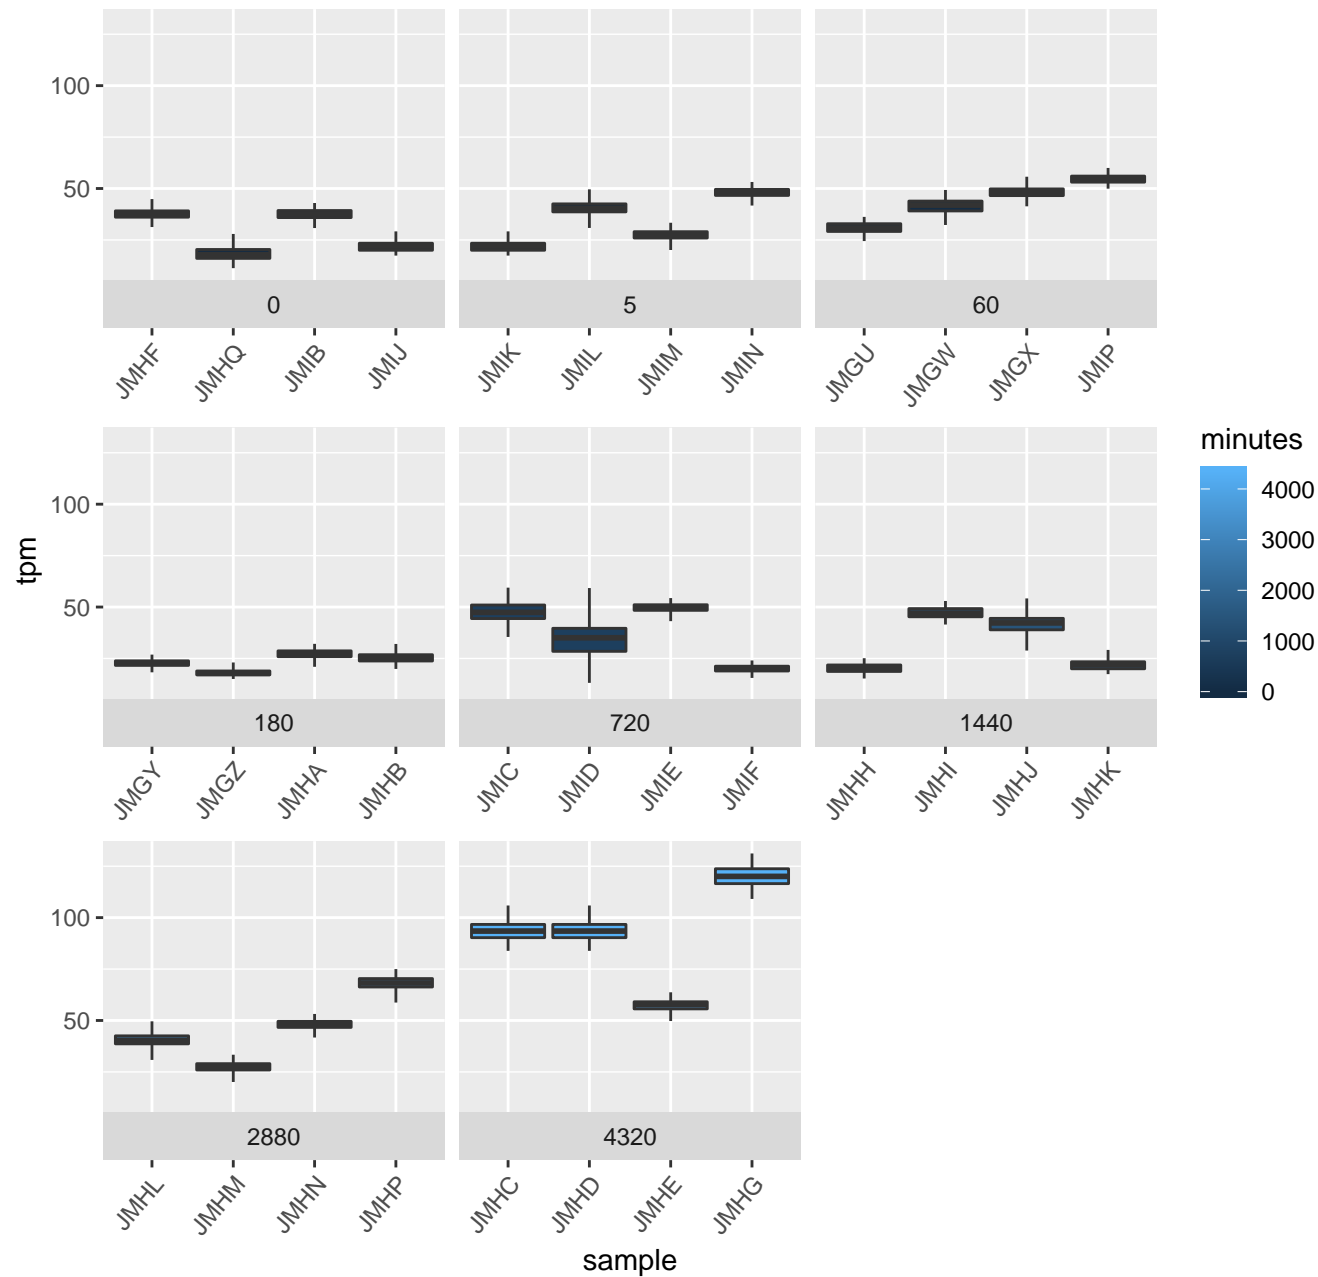 100
50
0
5
60
JMHF
JMHQ
JMIB
JMIJ
JMIK
JMIL
JMIM
JMIN
JMGU
JMGW
JMGX
JMIP
tpm
100
50
180
720
1440
JMGY
JMGZ
JMHA
JMHB
JMIC
JMID
JMIE
JMIF
JMHH
JMHI
JMHJ
JMHK
100
50
2880
4320
JMHL
JMHM
JMHN
JMHP
JMHC
JMHD
JMHE
JMHG
sample
minutes
4000
3000
2000
1000
0